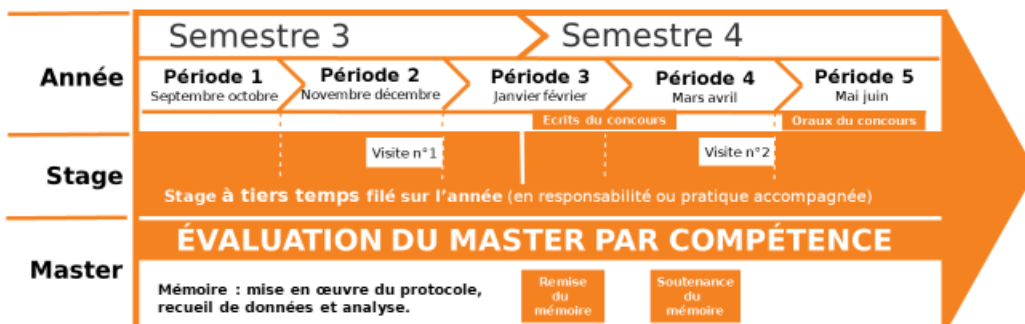 Semestre 3
Semestre 4
Année
Période 1
Septembre octobre
Période 2
Novembre décembre
Période 3
Janvier février
Période 4
Mars avril
Période 5
Mai juin
Ecrits du concours
Oraux du concours
Stage
Visite n°1
Visite n°2
Stage à tiers temps filé sur l'année (en responsabilité ou pratique accompagnée)
Master
ÉVALUATION DU MASTER PAR COMPÉTENCE
Mémoire : mise en œuvre du protocole,
recueil de données et analyse.
Remise
du
mémoire
Soutenance
du
mémoire